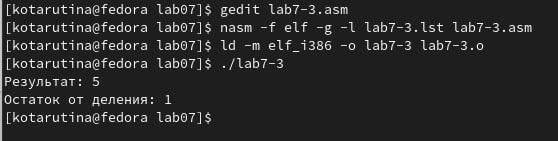 [kotarutina@fedora lab07]$ gedit lab7-3.asm
[kotarutina@fedora lab07]$ nasm -f elf -g -l lab7-3.lst lab7-3.asm
[kotarutina@fedora lab07]$ ld -m elf_i386 -o lab7-3 lab7-3.o
[kotarutina@fedora lab07]$ ./lab7-3
Результат: 5
Остаток от деления: 1
[kotarutina@fedora lab07]$